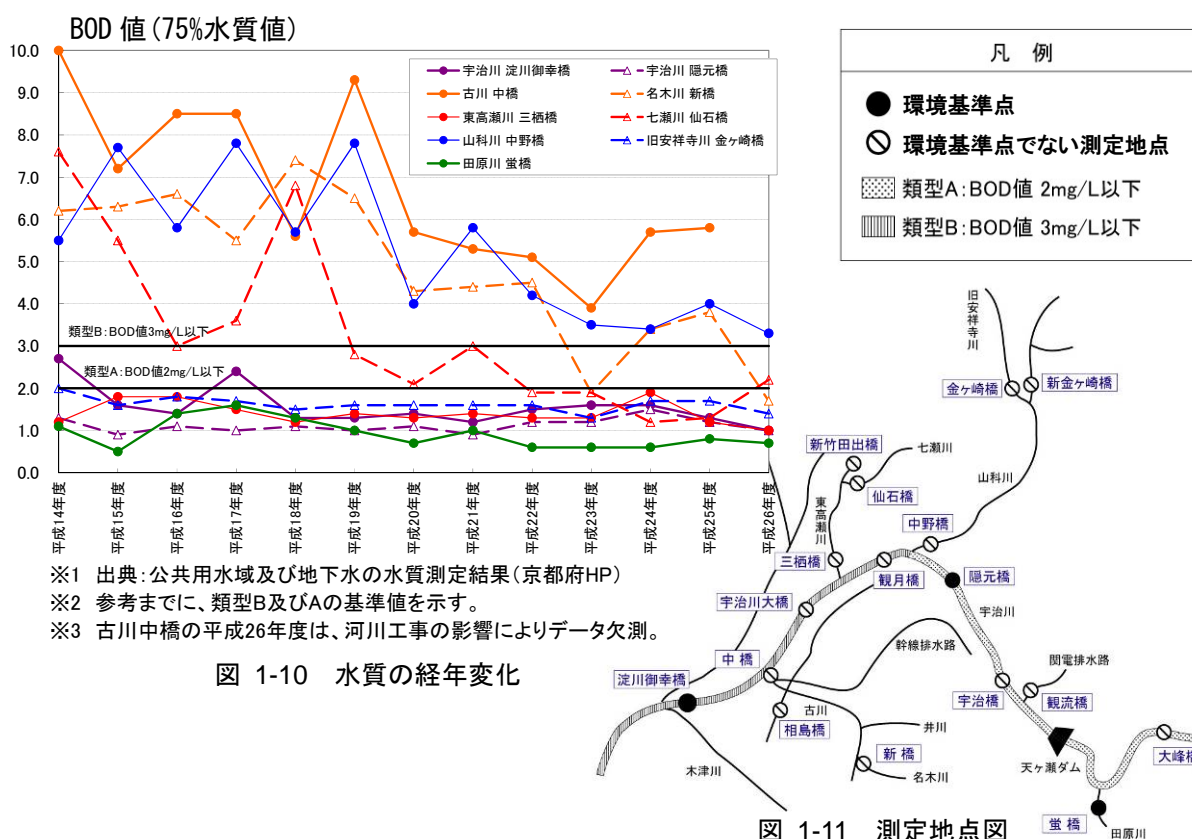 BOD 値(75%水質値)
10.0
9.0
8.0
7.0
6.0
5.0
4.0
3.0
2.0
1.0
0.0
宇治川 淀川御幸橋
宇治川 隠元橋
古川 中橋
名木川 新橋
東高瀬川 三栖橋
七瀬川 仙石橋
山科川 中野橋
旧安祥寺川 金ヶ崎橋
田原川 蛍橋
類型B:BOD値3mg/L以下
類型A:BOD値2mg/L以下
平成14年度
平成15年度
平成16年度
平成17年度
平成18年度
平成19年度
平成20年度
平成21年度
平成22年度
平成23年度
平成24年度
平成25年度
平成26年度
※1 出典:公共用水域及び地下水の水質測定結果(京都府HP)
※2 参考までに、類型B及びAの基準値を示す。
※3 古川中橋の平成26年度は、河川工事の影響によりデータ欠測。
図 1-10 水質の経年変化
凡 例
環境基準点
環境基準点でない測定地点
類型A:BOD値 2mg/L以下
類型B:BOD値 3mg/L以下
旧安祥寺川
金ヶ崎橋
新金ヶ崎橋
新竹田出橋
七瀬川
仙石橋
山科川
東高瀬川
中野橋
三栖橋
観月橋
隠元橋
宇治川大橋
宇治川
幹線排水路
中 橋
関電排水路
淀川御幸橋
宇治橋
観流橋
古川
相島橋
井川
大峰橋
木津川
新 橋
名木川
天ヶ瀬ダム
蛍 橋
田原川
図 1-11 測定地点図